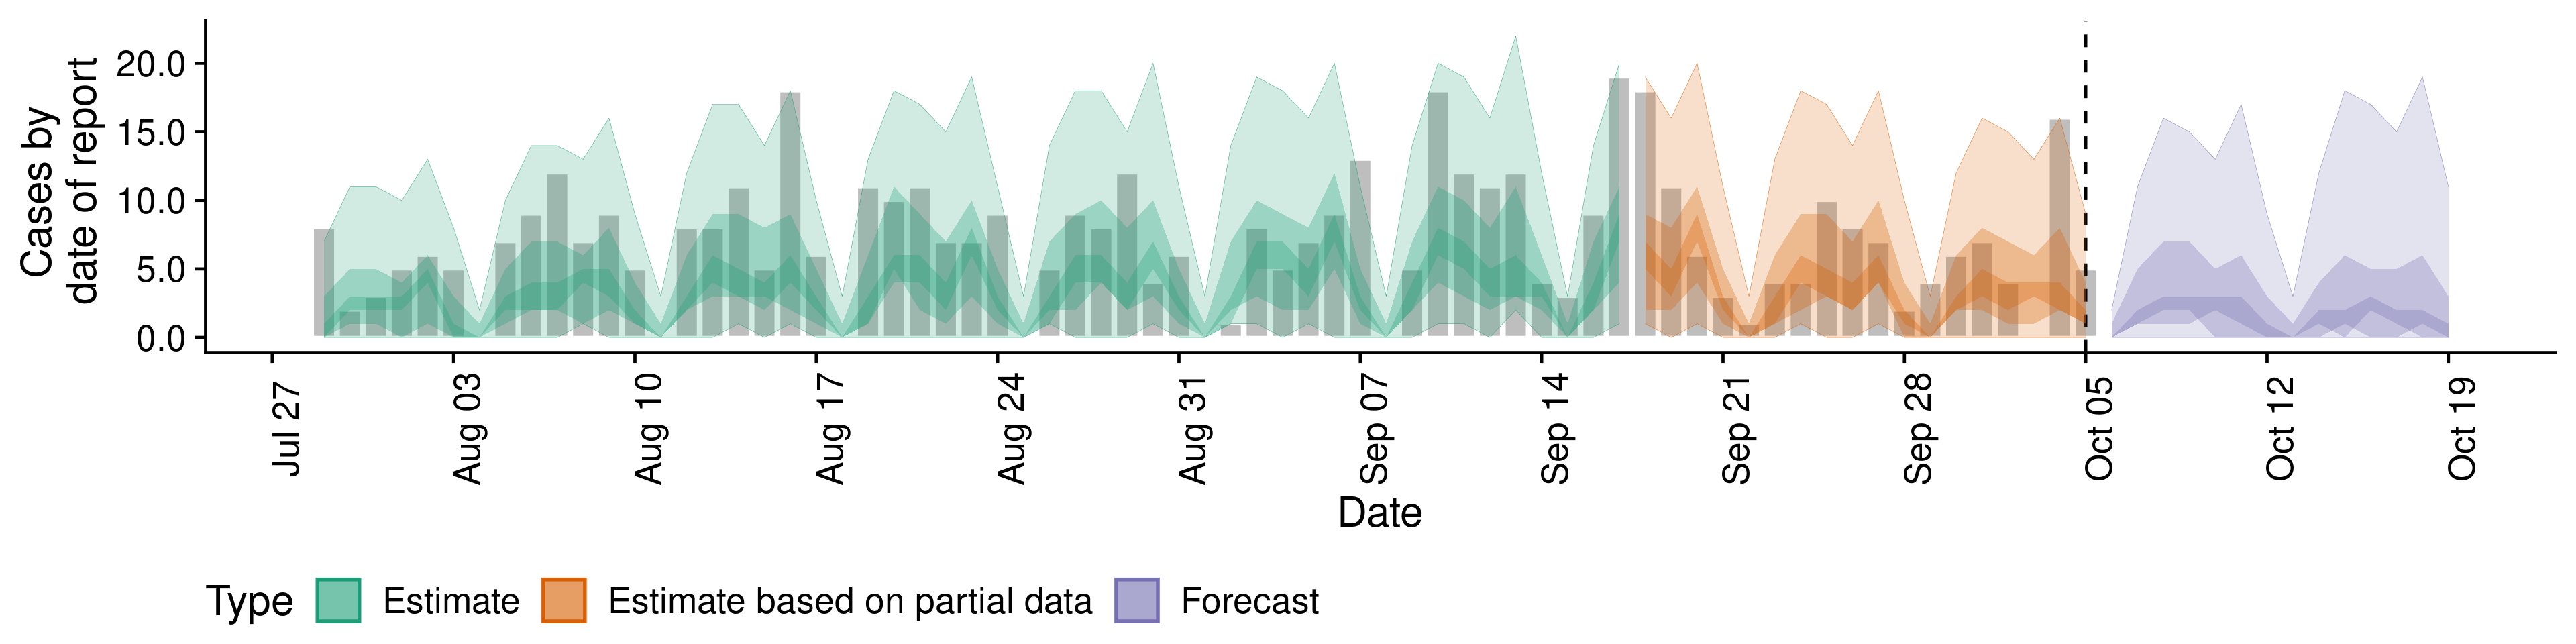 Cases by
date of report
20.0
15.0
10.0
5.0
0.0
Jul 27
Aug 03
Aug 10
Aug 17
Aug 24
Aug 31
Sep 07
Sep 14
Sep 21
Sep 28
Oct 05
Oct 12
Oct 19
Date
Type Estimate Estimate based on partial data Forecast